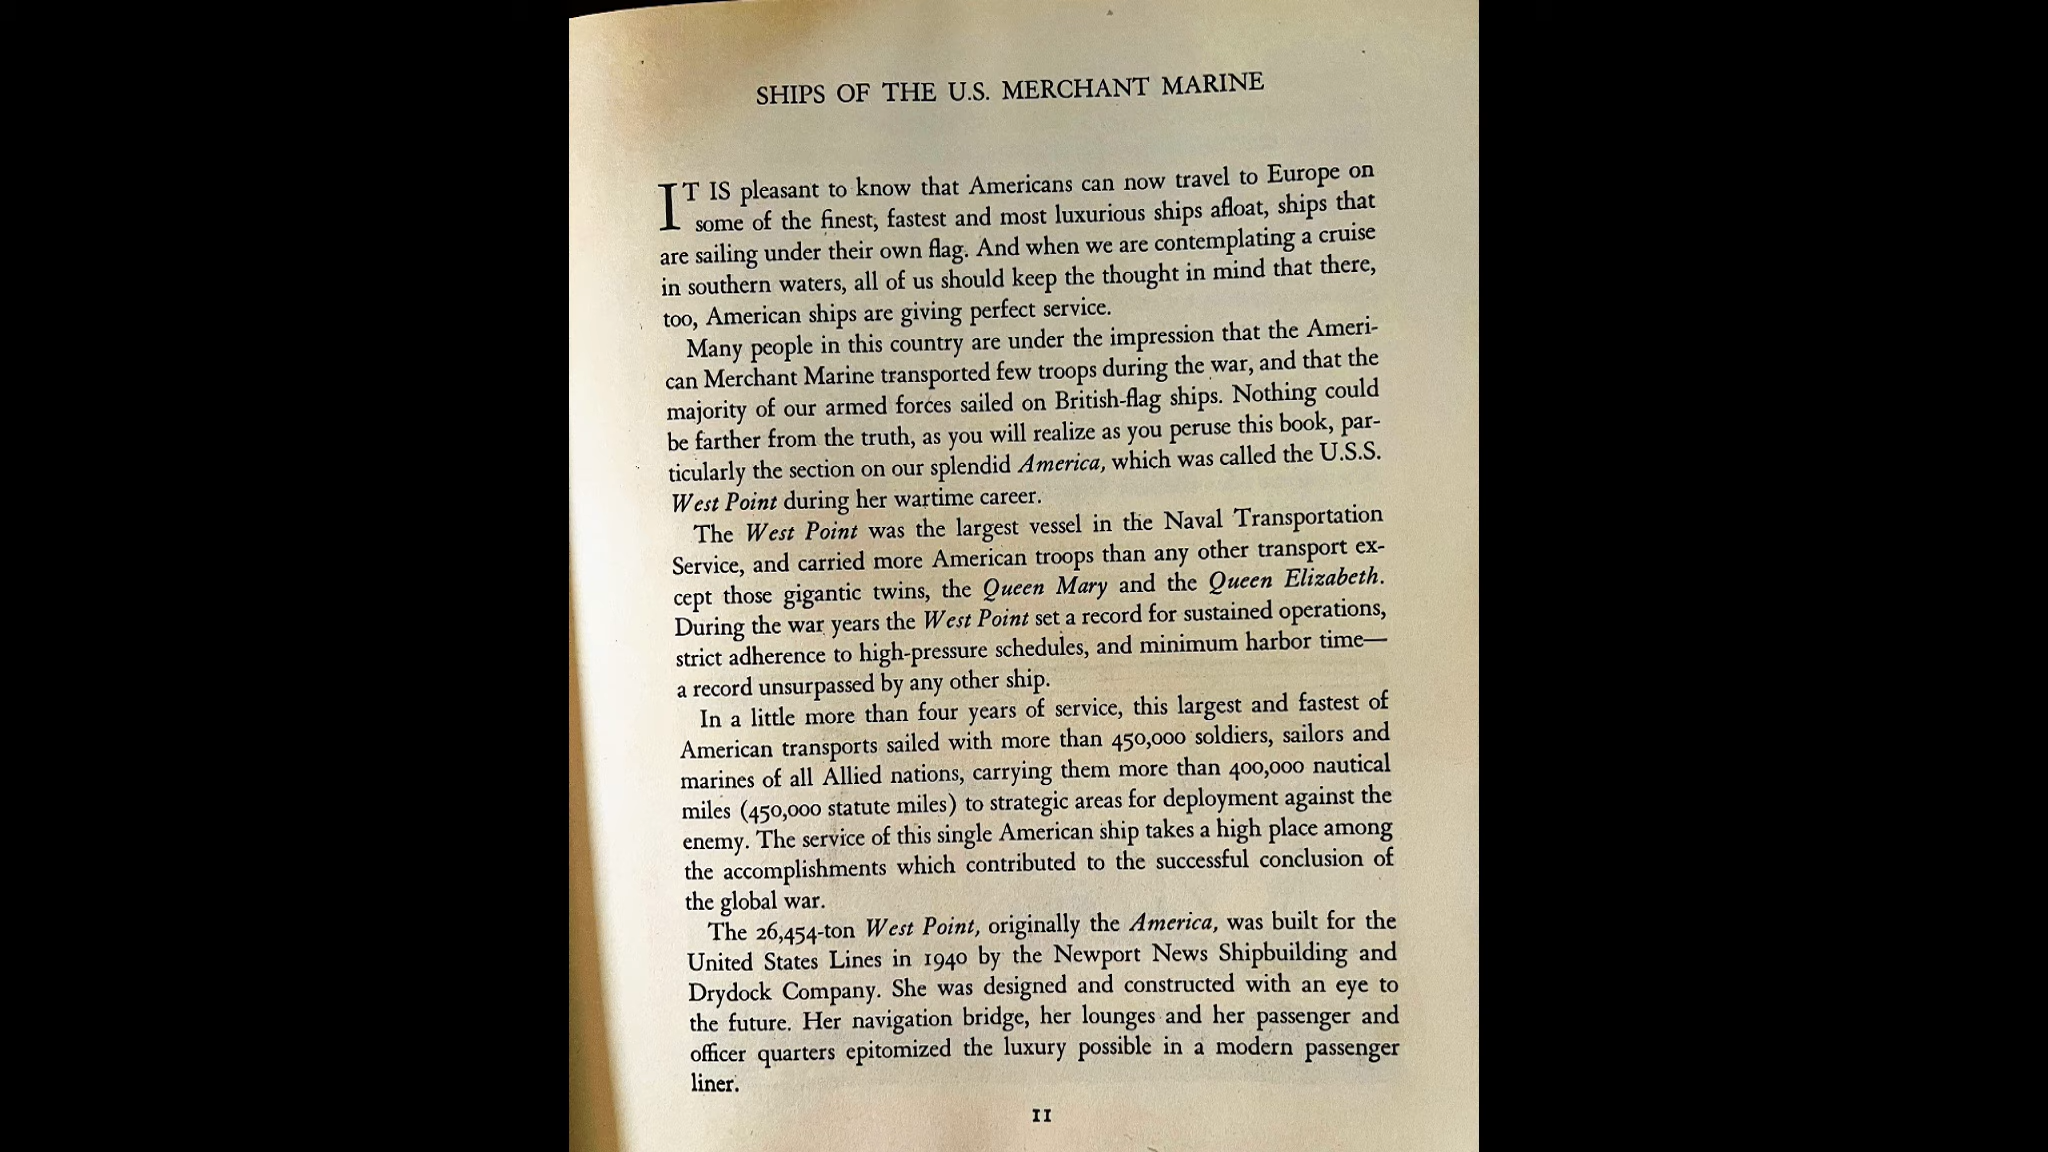 SHIPS OF THE U.S. MERCHANT MARINE
IT IS pleasant to know that Americans can now travel to Europe on
some of the finest, fastest and most luxurious ships afloat, ships that
are sailing under their own flag. And when we are contemplating a cruise
in southern waters, all of us should keep the thought in mind that there,
too, American ships are giving perfect service.
Many people in this country are under the impression that the Ameri-
can Merchant Marine transported few troops during the war, and that the
majority of our armed forces sailed on British-flag ships. Nothing could
be farther from the truth, as you will realize as you peruse this book, par-
ticularly the section on our splendid America, which was called the U.S.S.
West Point during her wartime career.
The West Point was the largest vessel in the Naval Transportation
Service, and carried more American troops than any other transport ex-
cept those gigantic twins, the Queen Mary and the Queen Elizabeth.
During the war years the West Point set a record for sustained operations,
strict adherence to high-pressure schedules, and minimum harbor time—
a record unsurpassed by any other ship.
In a little more than four years of service, this largest and fastest of
American transports sailed with more than 450,000 soldiers, sailors and
marines of all Allied nations, carrying them more than 400,000 nautical
miles (450,000 statute miles) to strategic areas for deployment against the
enemy. The service of this single American ship takes a high place among
the accomplishments which contributed to the successful conclusion of
the global war.
The 26,454-ton West Point, originally the America, was built for the
United States Lines in 1940 by the Newport News Shipbuilding and
Drydock Company. She was designed and constructed with an eye to
the future. Her navigation bridge, her lounges and her passenger and
officer quarters epitomized the luxury possible in a modern passenger
liner.
11